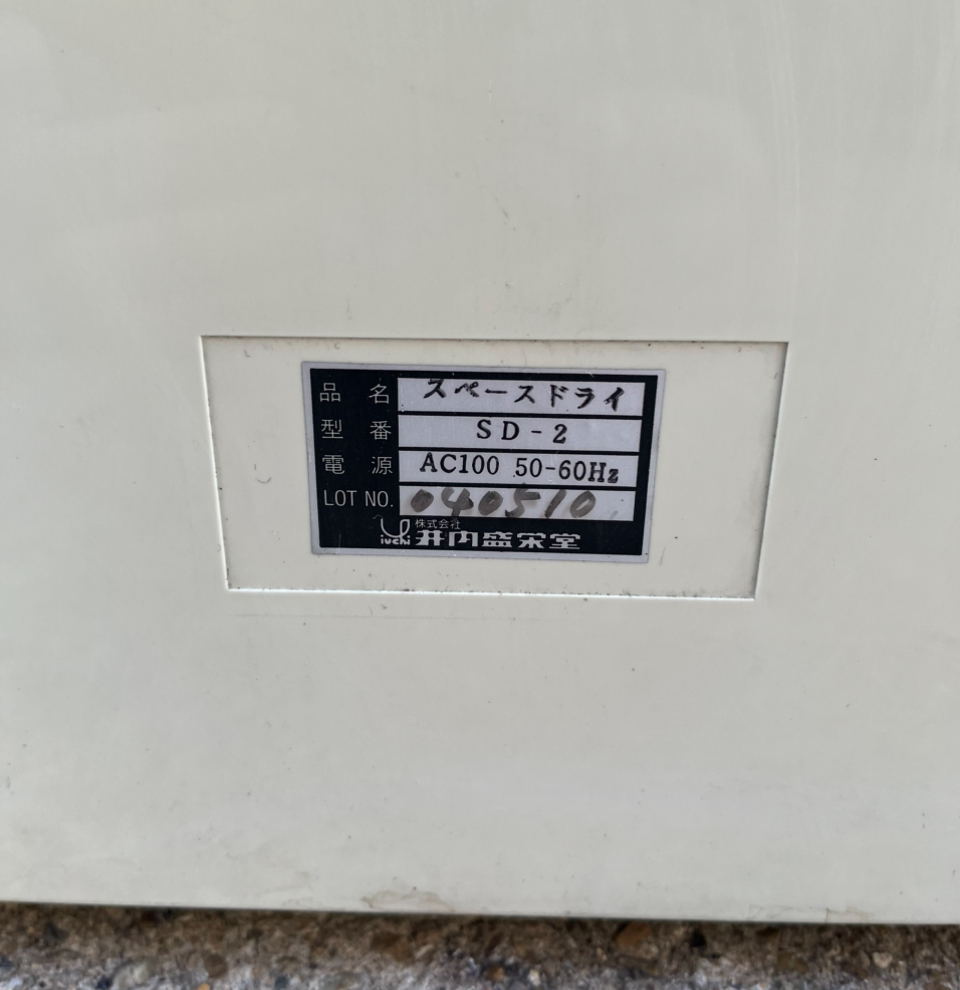 品名 スペースドライ
型番 SD-2
電源 AC100 50-60Hz
LOT NO. 040510
iuchi 株式会社 井内盛栄堂